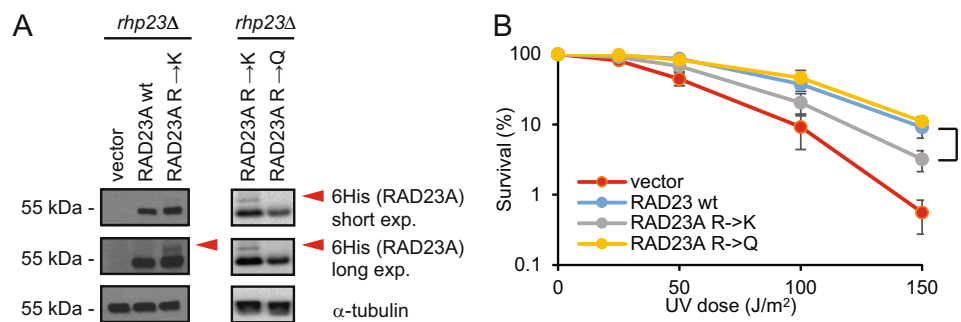 A
rhp23Δ
rhp23Δ
vector
RAD23A wt
RAD23A R→K
RAD23A R→K
RAD23A R→Q
55 kDa -
6His (RAD23A)
short exp.
55 kDa -
6His (RAD23A)
long exp.
55 kDa -
α-tubulin
B
Survival (%)
100
10
1
0.1
vector
RAD23 wt
RAD23A R->K
RAD23A R->Q
0
50
100
150
UV dose (J/m²)